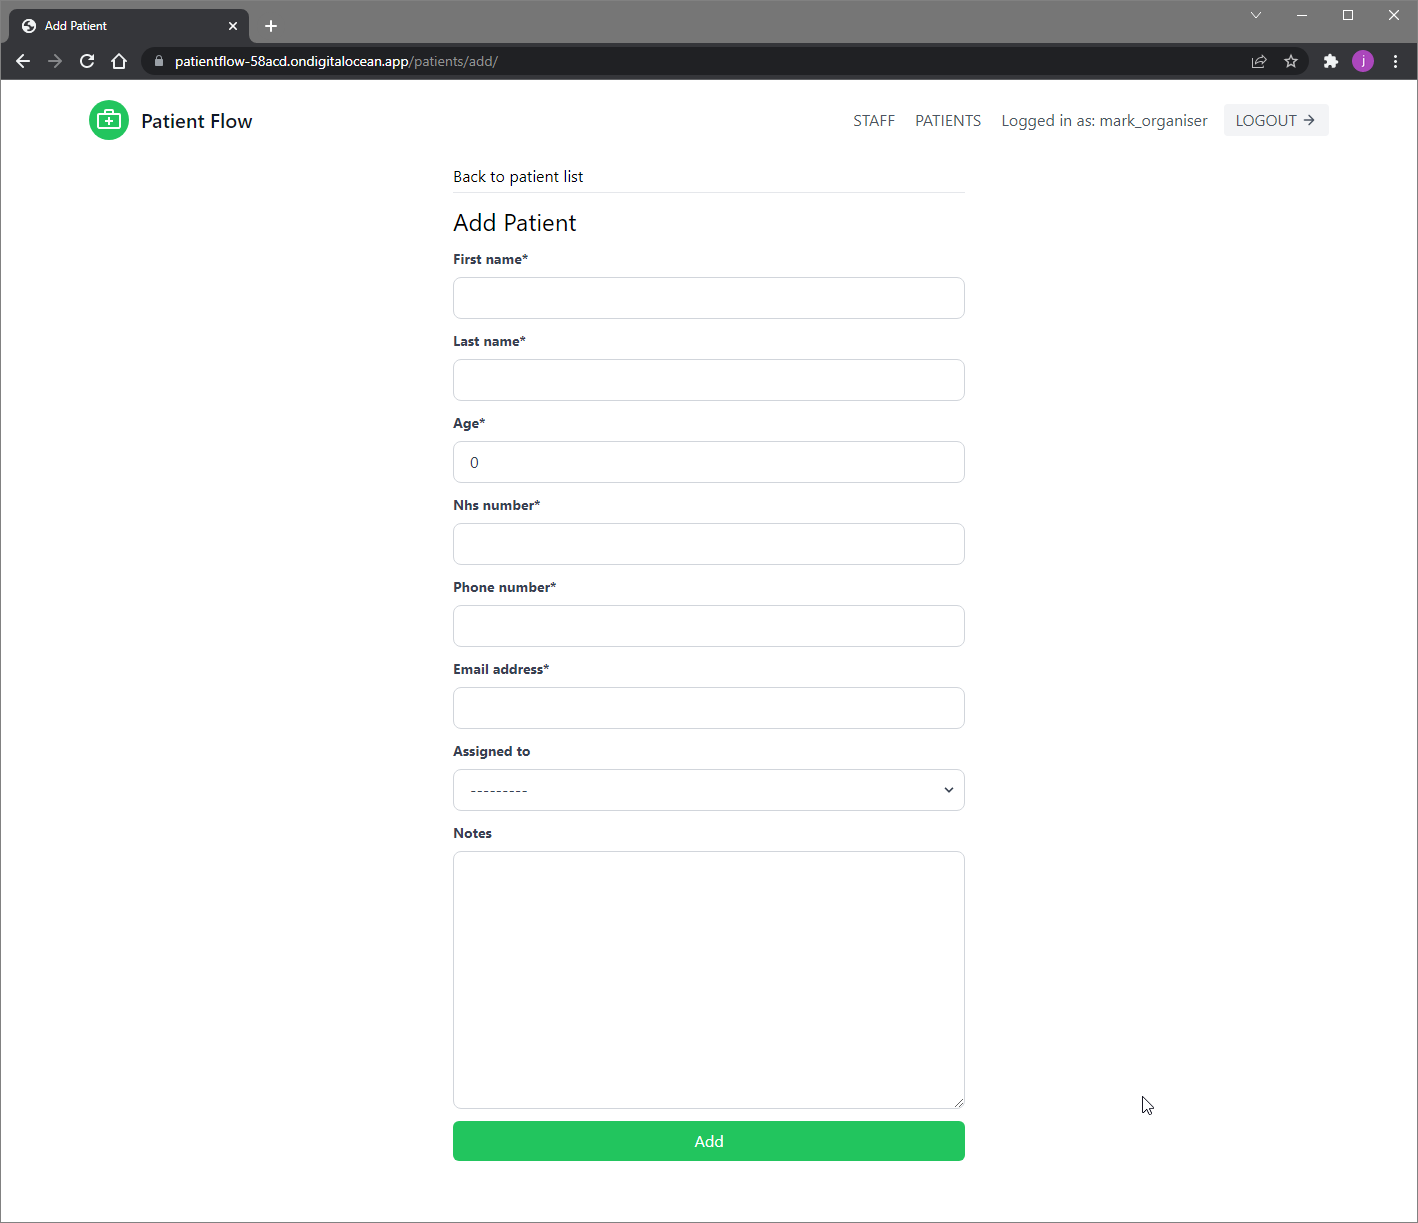 Add Patient
patientflow-58acd.ondigitalocean.app/patients/add/
j
Patient Flow
STAFF PATIENTS Logged in as: mark_organiser LOGOUT →
Back to patient list
Add Patient
First name*
Last name*
Age*
0
Nhs number*
Phone number*
Email address*
Assigned to
---------
Notes
Add